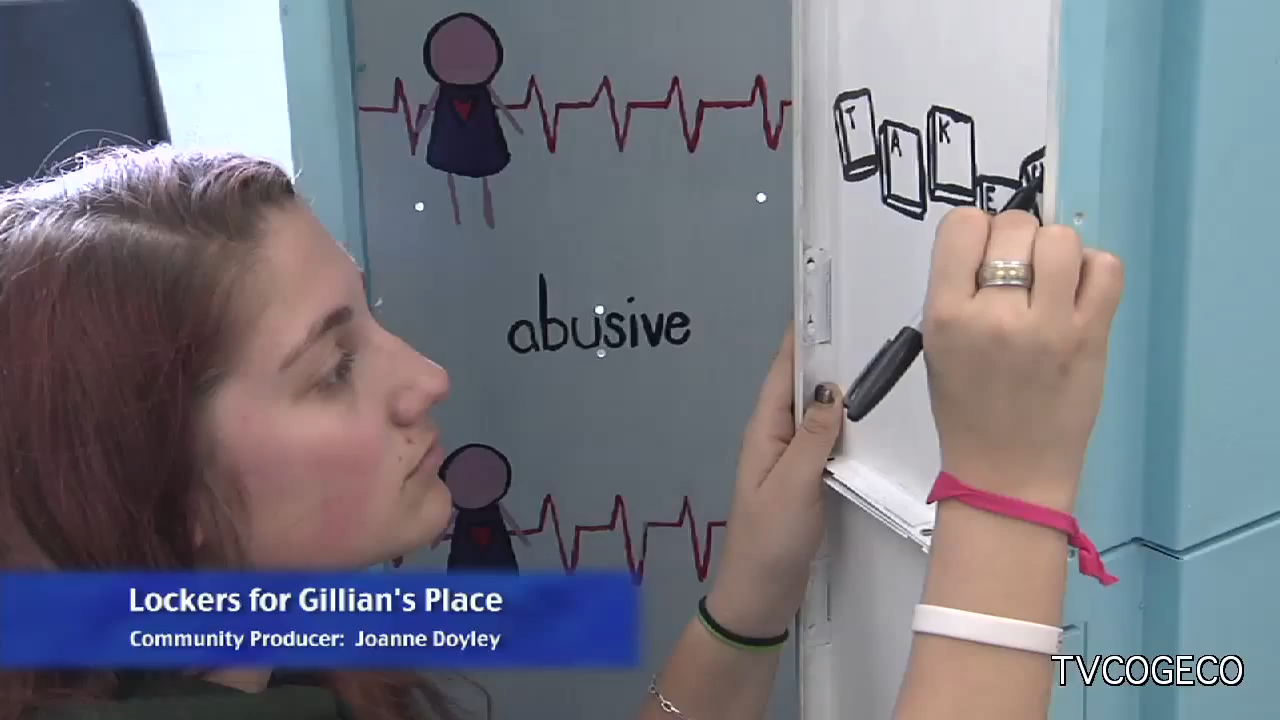 T A K E
abusive
Lockers for Gillian's Place
Community Producer: Joanne Doyley
TVCOGECO